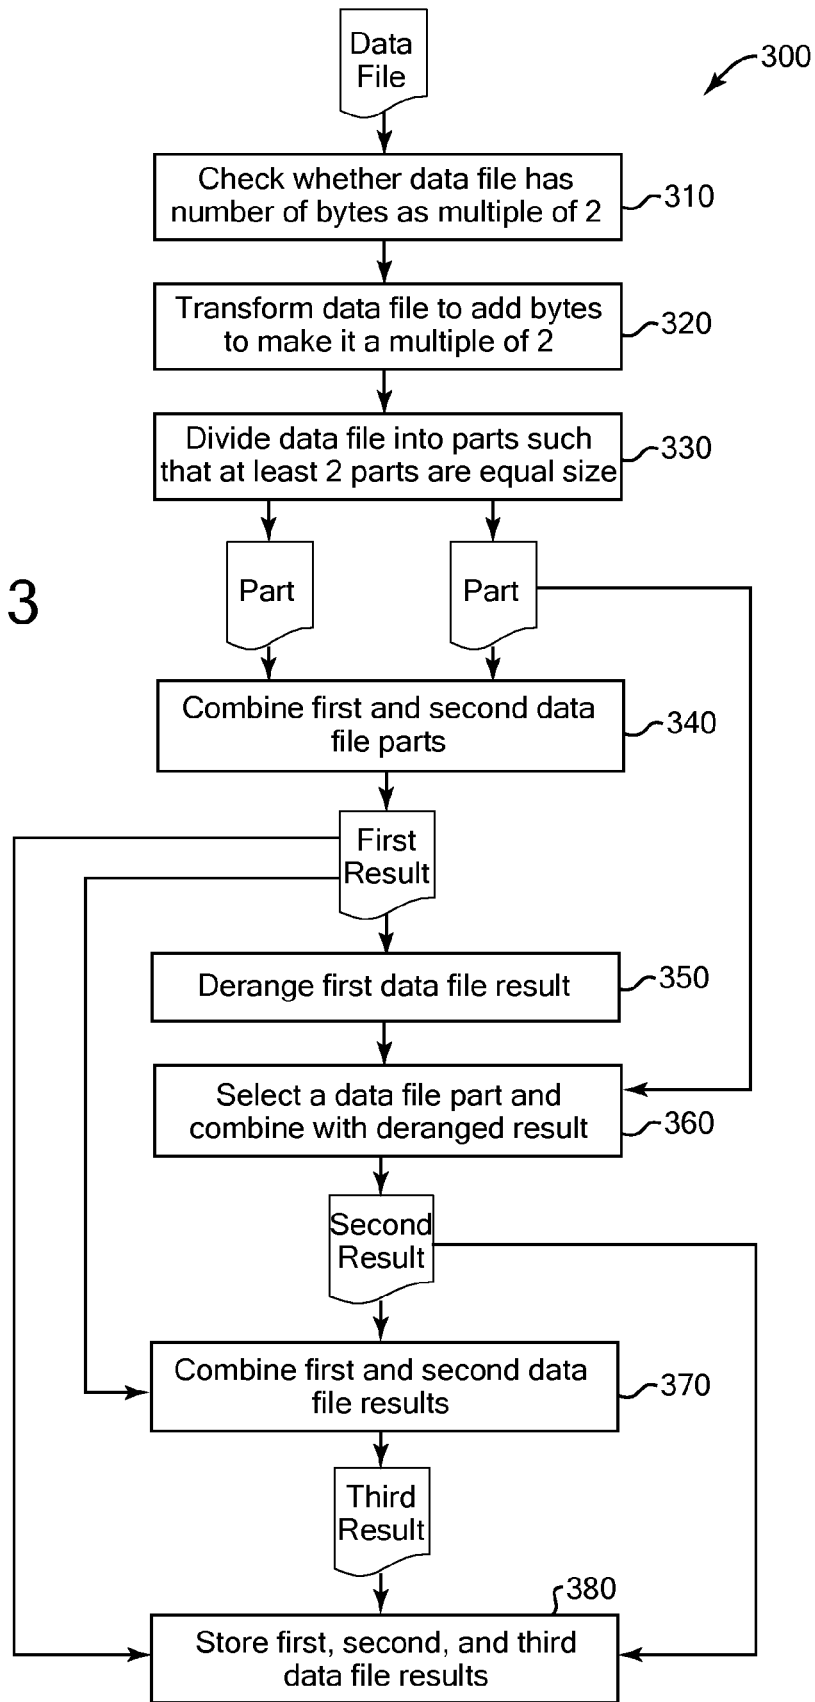 Data
File
300
Check whether data file has
number of bytes as multiple of 2
310
Transform data file to add bytes
to make it a multiple of 2
320
Divide data file into parts such
that at least 2 parts are equal size
330
3
Part
Part
Combine first and second data
file parts
340
First
Result
Derange first data file result
350
Select a data file part and
combine with deranged result
360
Second
Result
Combine first and second data
file results
370
Third
Result
380
Store first, second, and third
data file results